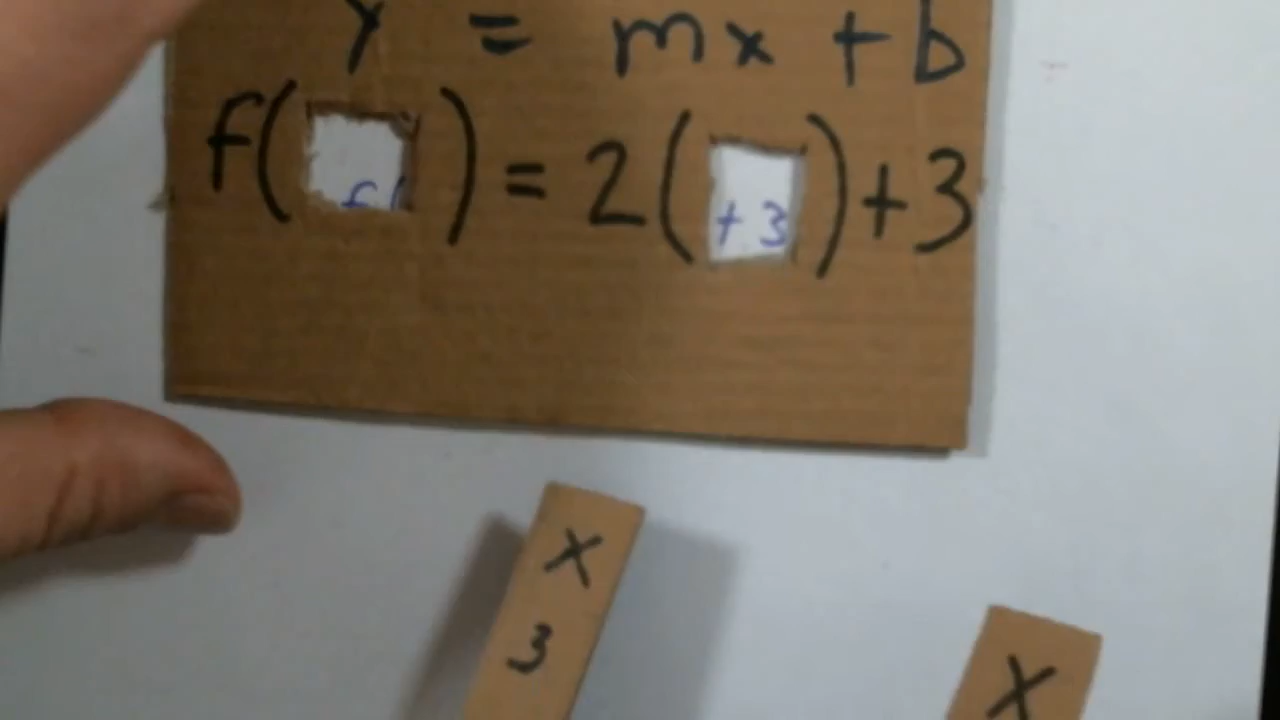 y = mx + b
f( ) = 2( + 3 ) + 3
X
3
X